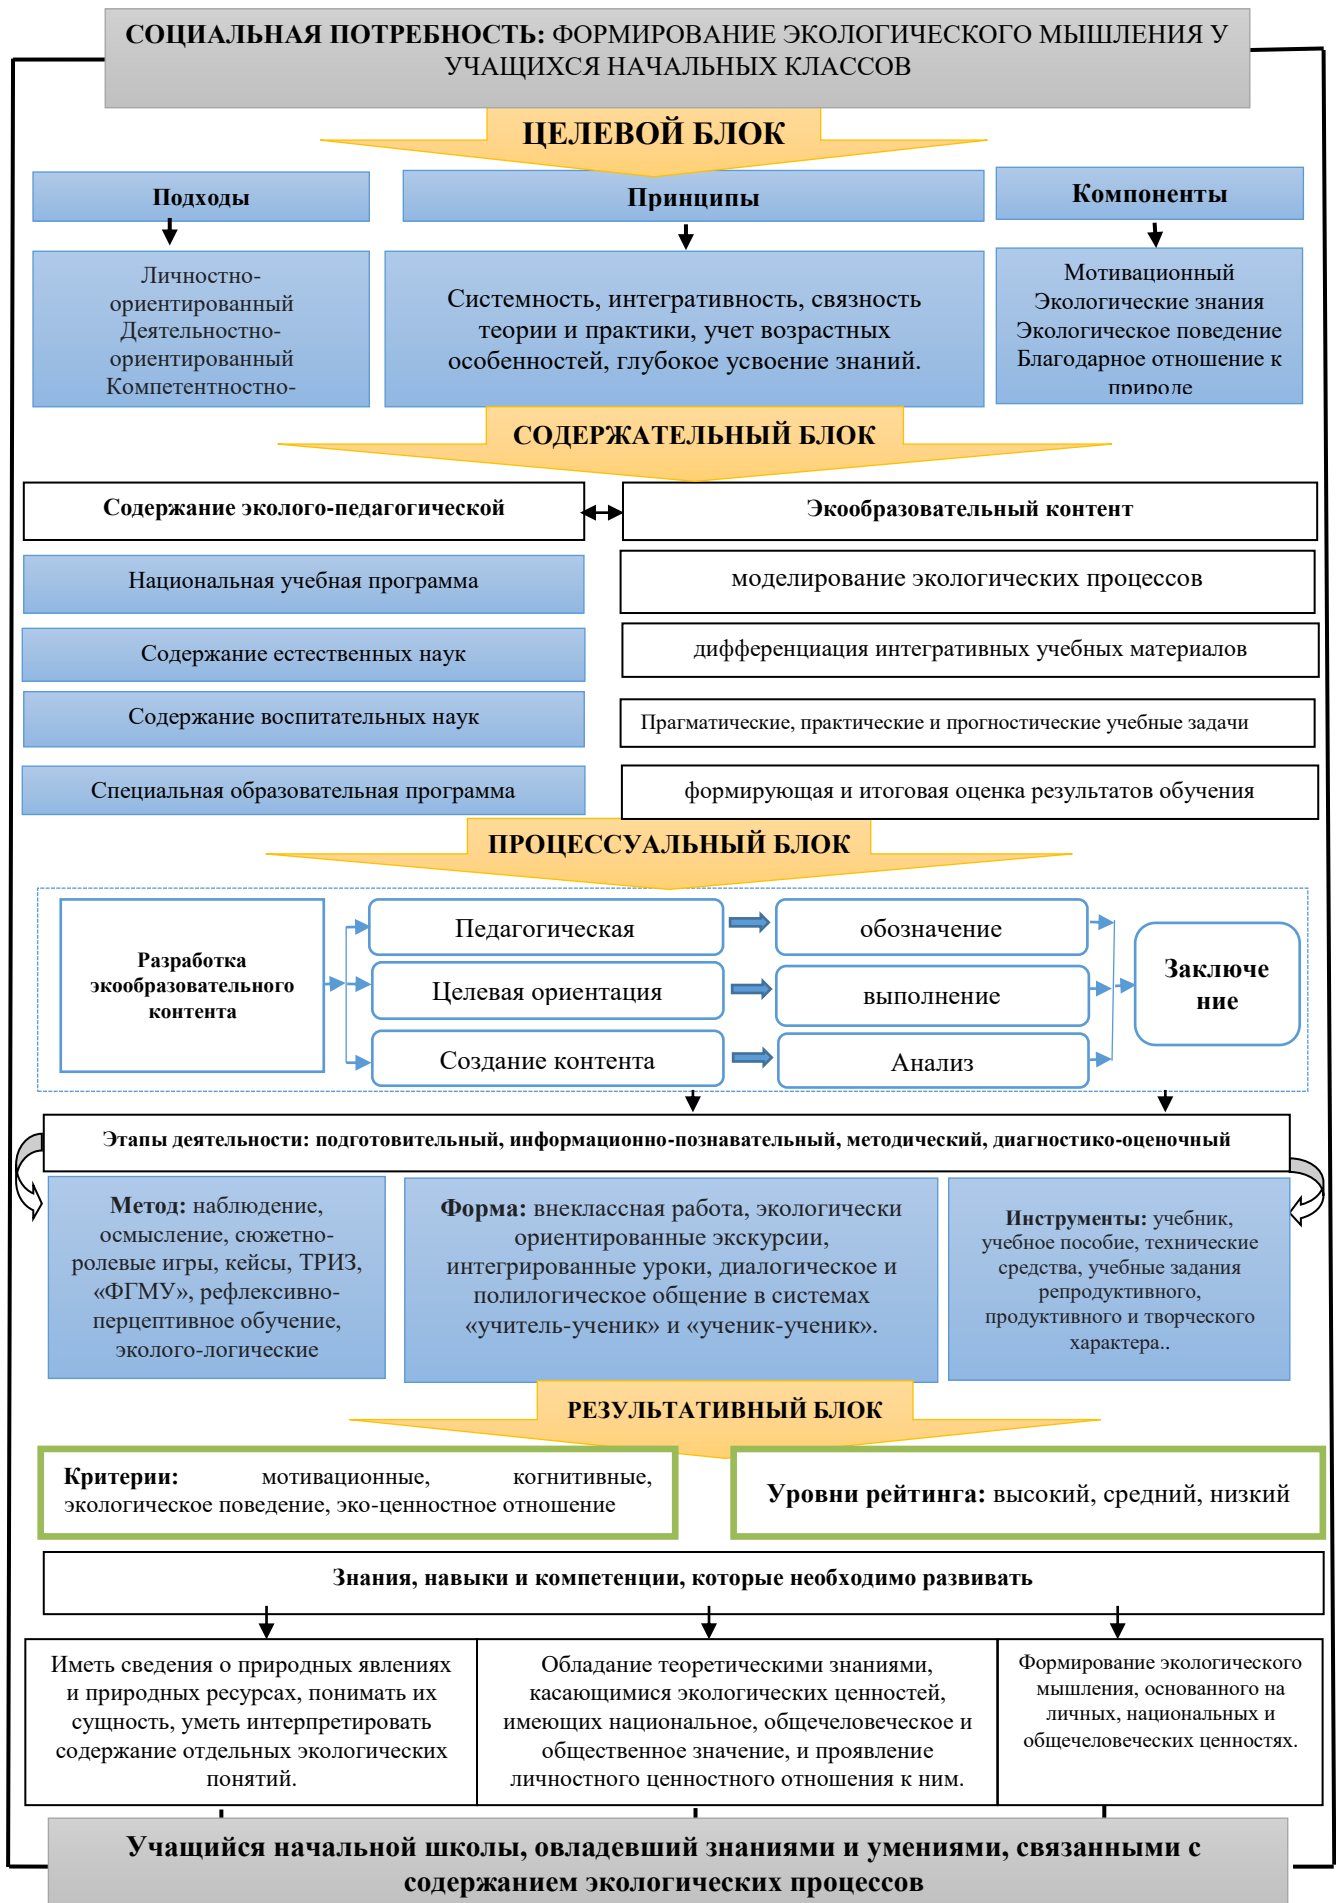 СОЦИАЛЬНАЯ ПОТРЕБНОСТЬ: ФОРМИРОВАНИЕ ЭКОЛОГИЧЕСКОГО МЫШЛЕНИЯ У
УЧАЩИХСЯ НАЧАЛЬНЫХ КЛАССОВ
ЦЕЛЕВОЙ БЛОК
Подходы
Принципы
Компоненты
Личностно-
ориентированный
Деятельностно-
ориентированный
Компетентностно-
Системность, интегративность, связность
теории и практики, учет возрастных
особенностей, глубокое усвоение знаний.
Мотивационный
Экологические знания
Экологическое поведение
Благодарное отношение к
природе
СОДЕРЖАТЕЛЬНЫЙ БЛОК
Содержание эколого-педагогической
Экообразовательный контент
Национальная учебная программа
моделирование экологических процессов
Содержание естественных наук
дифференциация интегративных учебных материалов
Содержание воспитательных наук
Прагматические, практические и прогностические учебные задачи
Специальная образовательная программа
формирующая и итоговая оценка результатов обучения
ПРОЦЕССУАЛЬНЫЙ БЛОК
Разработка
экообразовательного
контента
Педагогическая
обозначение
Целевая ориентация
выполнение
Создание контента
Анализ
Заключе
ние
Этапы деятельности: подготовительный, информационно-познавательный, методический, диагностико-оценочный
Метод: наблюдение,
осмысление, сюжетно-
ролевые игры, кейсы, ТРИЗ,
«ФГМУ», рефлексивно-
перцептивное обучение,
эколого-логические
Форма: внеклассная работа, экологически
ориентированные экскурсии,
интегрированные уроки, диалогическое и
полилогическое общение в системах
«учитель-ученик» и «ученик-ученик».
Инструменты: учебник,
учебное пособие, технические
средства, учебные задания
репродуктивного,
продуктивного и творческого
характера..
РЕЗУЛЬТАТИВНЫЙ БЛОК
Критерии: мотивационные, когнитивные,
экологическое поведение, эко-ценностное отношение
Уровни рейтинга: высокий, средний, низкий
Знания, навыки и компетенции, которые необходимо развивать
Иметь сведения о природных явлениях
и природных ресурсах, понимать их
сущность, уметь интерпретировать
содержание отдельных экологических
понятий.
Обладание теоретическими знаниями,
касающимися экологических ценностей,
имеющих национальное, общечеловеческое и
общественное значение, и проявление
личностного ценностного отношения к ним.
Формирование экологического
мышления, основанного на
личных, национальных и
общечеловеческих ценностях.
Учащийся начальной школы, овладевший знаниями и умениями, связанными с
содержанием экологических процессов